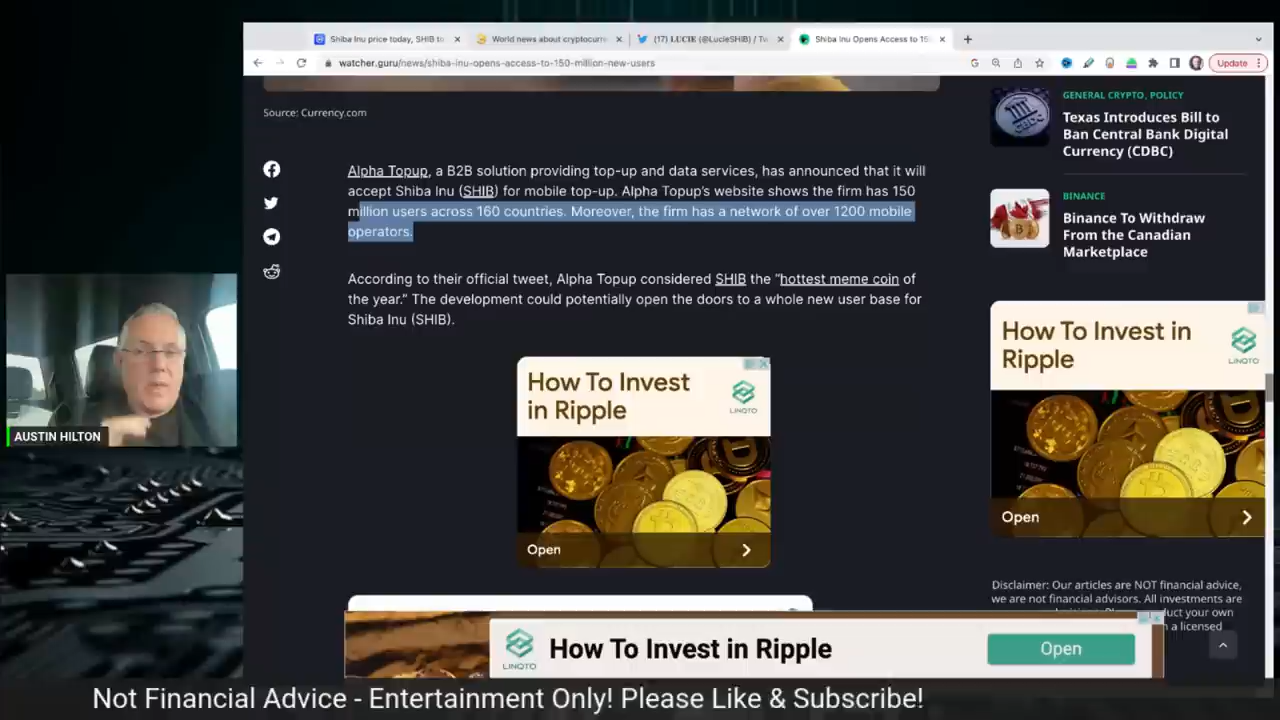 Shiba Inu price today, SHIB to
World news about cryptocurre
(17) LUCIE (@LucieSHIB) / Tw
Shiba Inu Opens Access to 15
watcher.guru/news/shiba-inu-opens-access-to-150-million-new-users
Update
Source: Currency.com
Alpha Topup, a B2B solution providing top-up and data services, has announced that it will
accept Shiba Inu (SHIB) for mobile top-up. Alpha Topup's website shows the firm has 150
million users across 160 countries. Moreover, the firm has a network of over 1200 mobile
operators.
According to their official tweet, Alpha Topup considered SHIB the "hottest meme coin of
the year." The development could potentially open the doors to a whole new user base for
Shiba Inu (SHIB).
How To Invest
in Ripple
LINQTO
Open
GENERAL CRYPTO, POLICY
Texas Introduces Bill to
Ban Central Bank Digital
Currency (CDBC)
BINANCE
Binance To Withdraw
From the Canadian
Marketplace
How To Invest in
Ripple
LINQTO
Open
Disclaimer: Our articles are NOT financial advice,
we are not financial advisors. All investments are
duct your own
n a licensed
LINQTO
How To Invest in Ripple
Open
AUSTIN HILTON
Not Financial Advice - Entertainment Only! Please Like & Subscribe!